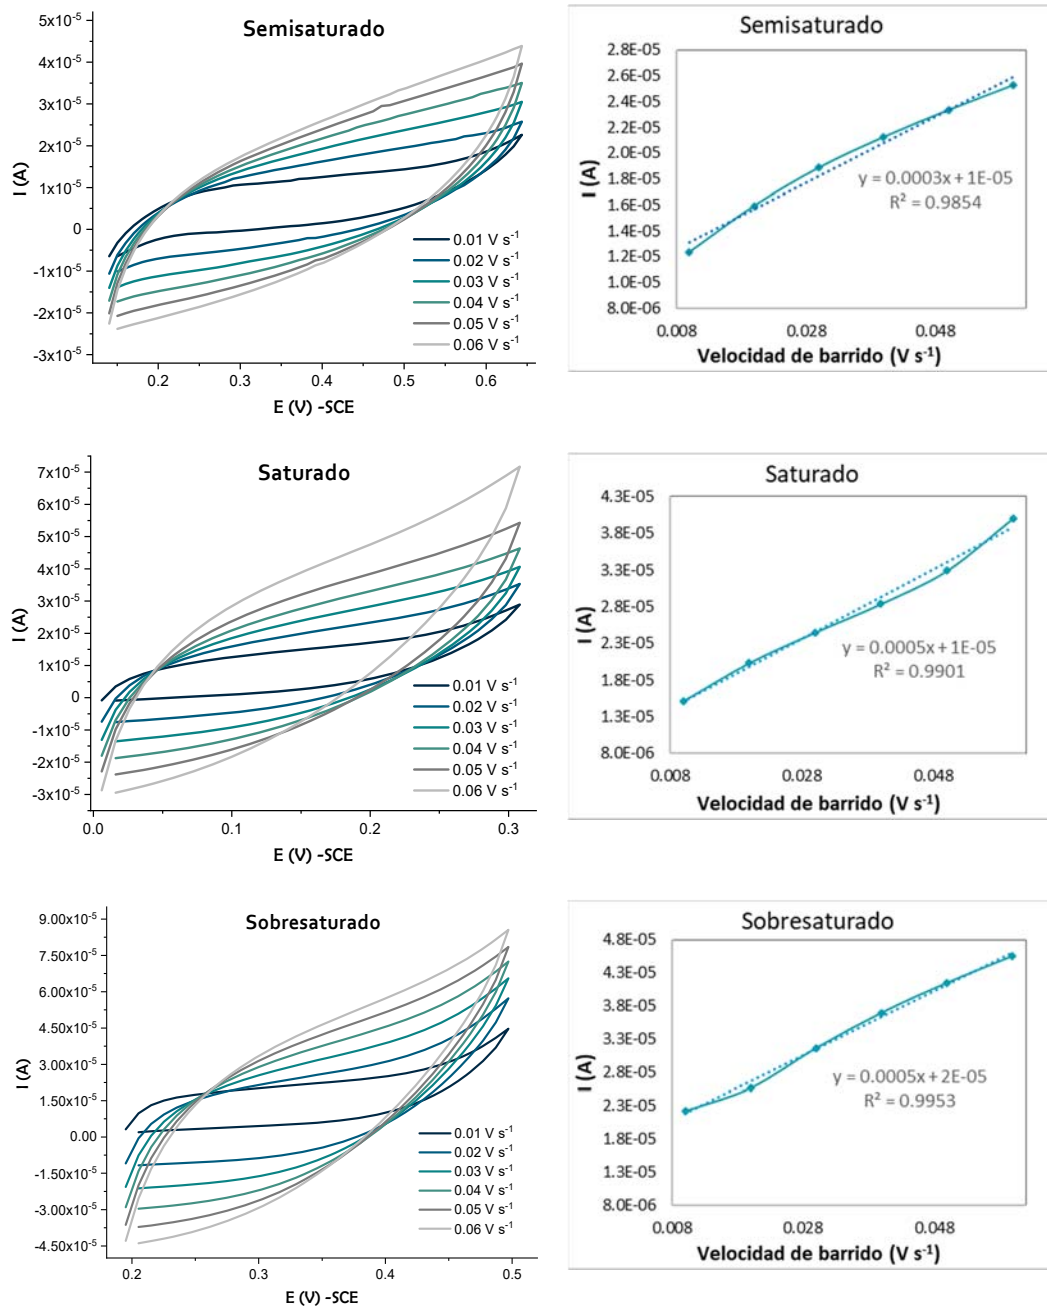 Semisaturado
5x10-5
4x10-5
3x10-5
2x10-5
1x10-5
0
-1x10-5
-2x10-5
-3x10-5
I (A)
0.01 V s-1
0.02 V s-1
0.03 V s-1
0.04 V s-1
0.05 V s-1
0.06 V s-1
0.2 0.3 0.4 0.5 0.6
E (V) -SCE
Semisaturado
2.8E-05
2.6E-05
2.4E-05
2.2E-05
2.0E-05
1.8E-05
1.6E-05
1.4E-05
1.2E-05
1.0E-05
8.0E-06
I (A)
y = 0.0003x + 1E-05
R² = 0.9854
0.008 0.028 0.048
Velocidad de barrido (V s-1)
Saturado
7x10-5
6x10-5
5x10-5
4x10-5
3x10-5
2x10-5
1x10-5
0
-1x10-5
-2x10-5
-3x10-5
I (A)
0.01 V s-1
0.02 V s-1
0.03 V s-1
0.04 V s-1
0.05 V s-1
0.06 V s-1
0.0 0.1 0.2 0.3
E (V) -SCE
Saturado
4.3E-05
3.8E-05
3.3E-05
2.8E-05
2.3E-05
1.8E-05
1.3E-05
8.0E-06
I (A)
y = 0.0005x + 1E-05
R² = 0.9901
0.008 0.028 0.048
Velocidad de barrido (V s-1)
Sobresaturado
9.00x10-5
7.50x10-5
6.00x10-5
4.50x10-5
3.00x10-5
1.50x10-5
0.00
-1.50x10-5
-3.00x10-5
-4.50x10-5
I (A)
0.01 V s-1
0.02 V s-1
0.03 V s-1
0.04 V s-1
0.05 V s-1
0.06 V s-1
0.2 0.3 0.4 0.5
E (V) -SCE
Sobresaturado
4.8E-05
4.3E-05
3.8E-05
3.3E-05
2.8E-05
2.3E-05
1.8E-05
1.3E-05
8.0E-06
I (A)
y = 0.0005x + 2E-05
R² = 0.9953
0.008 0.028 0.048
Velocidad de barrido (V s-1)